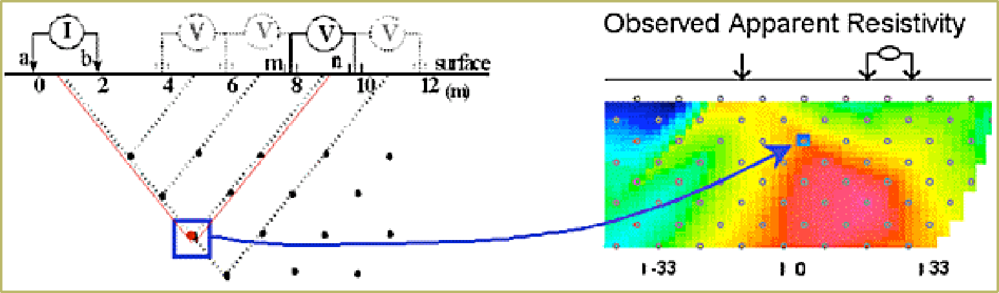 I V V V V
a b m n surface
0 2 4 6 8 10 12 (m)
Observed Apparent Resistivity
-33 0 33